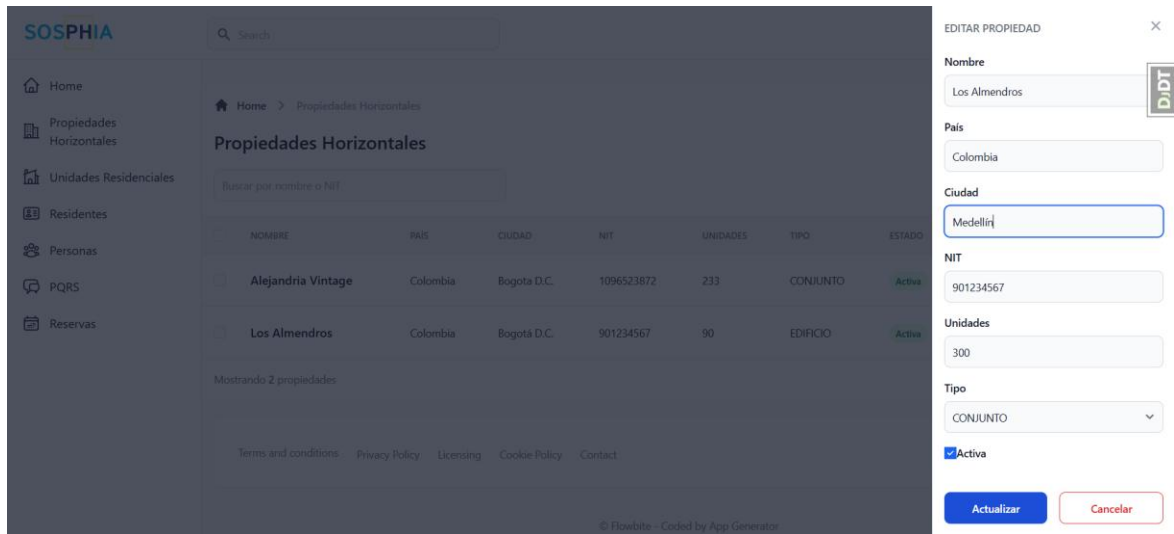 SOSPHIA
Search
Home
Propiedades
Horizontales
Unidades Residenciales
Residentes
Personas
PQRS
Reservas
Home > Propiedades Horizontales
Propiedades Horizontales
Buscar por nombre o NIT
NOMBRE PAÍS CIUDAD NIT UNIDADES TIPO ESTADO
Alejandria Vintage Colombia Bogota D.C. 1096523872 233 CONJUNTO Activa
Los Almendros Colombia Bogotá D.C. 901234567 90 EDIFICIO Activa
Mostrando 2 propiedades
Terms and conditions Privacy Policy Licensing Cookie Policy Contact
© Flowbite - Coded by App Generator
EDITAR PROPIEDAD
Nombre
Los Almendros
País
Colombia
Ciudad
Medellín
NIT
901234567
Unidades
300
Tipo
CONJUNTO
Activa
Actualizar Cancelar
DJDT